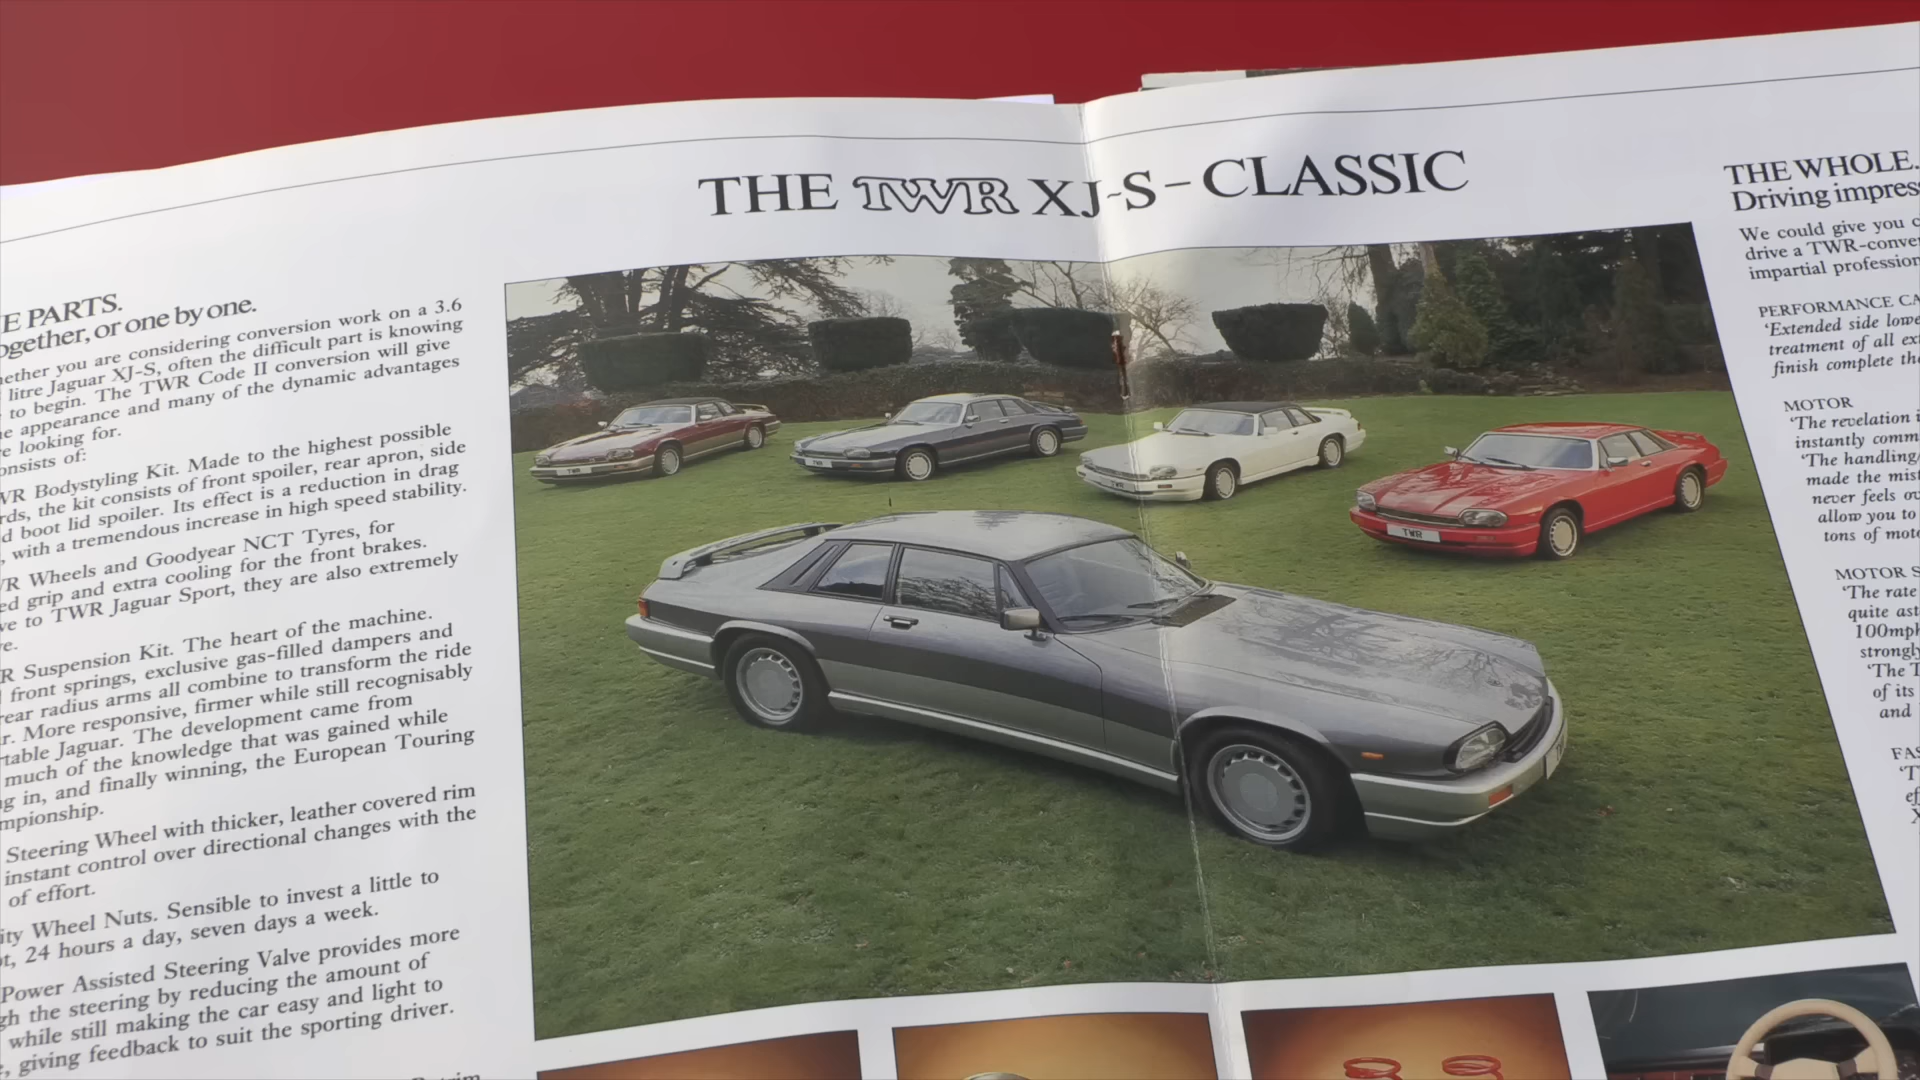 THE TWR XJ-S – CLASSIC
E PARTS.
ogether, or one by one.
ether you are considering conversion work on a 3.6
litre Jaguar XJ-S, often the difficult part is knowing
to begin. The TWR Code II conversion will give
e appearance and many of the dynamic advantages
e looking for.
onsists of:
WR Bodystyling Kit. Made to the highest possible
rds, the kit consists of front spoiler, rear apron, side
d boot lid spoiler. Its effect is a reduction in drag
, with a tremendous increase in high speed stability.
VR Wheels and Goodyear NCT Tyres, for
ed grip and extra cooling for the front brakes.
ve to TWR Jaguar Sport, they are also extremely
e.
R Suspension Kit. The heart of the machine.
front springs, exclusive gas-filled dampers and
rear radius arms all combine to transform the ride
r. More responsive, firmer while still recognisably
table Jaguar. The development came from
much of the knowledge that was gained while
g in, and finally winning, the European Touring
mpionship.
Steering Wheel with thicker, leather covered rim
instant control over directional changes with the
of effort.
ity Wheel Nuts. Sensible to invest a little to
t, 24 hours a day, seven days a week.
Power Assisted Steering Valve provides more
gh the steering by reducing the amount of
while still making the car easy and light to
, giving feedback to suit the sporting driver.
TWR
TWR
TWR
TWR
THE WHOLE.
Driving impress
We could give you c
drive a TWR-conver
impartial profession
PERFORMANCE CA
'Extended side lowe
treatment of all ext
finish complete the
MOTOR
'The revelation i
instantly comm
'The handling/
made the mist
never feels ov
allow you to
tons of moto
MOTOR S
'The rate
quite ast
100mph
strongly
'The T
of its
and
FAS
'T
ef
X